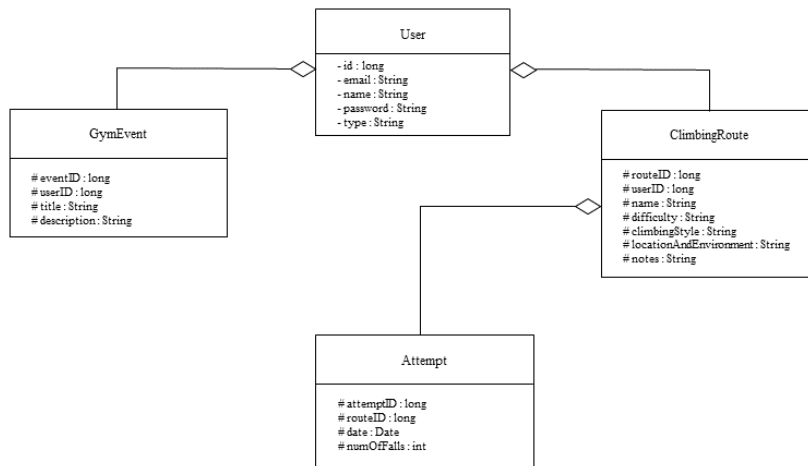 User
- id : long
- email : String
- name : String
- password : String
- type : String
GymEvent
# eventID : long
# userID : long
# title : String
# description : String
ClimbingRoute
# routeID : long
# userID : long
# name : String
# difficulty : String
# climbingStyle : String
# locationAndEnvironment : String
# notes : String
Attempt
# attemptID : long
# routeID : long
# date : Date
# numOfFalls : int